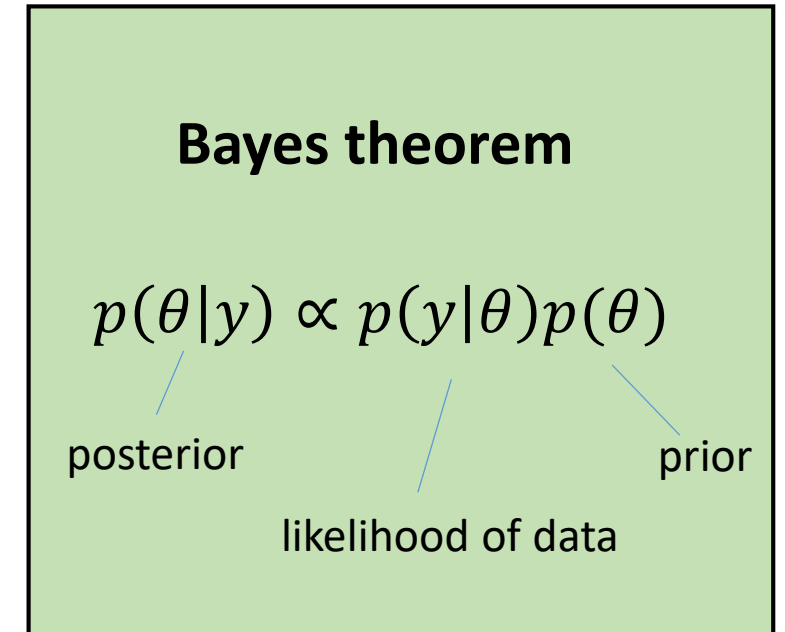 Bayes theorem
p(θ|y) ∝ p(y|θ)p(θ)
posterior
prior
likelihood of data